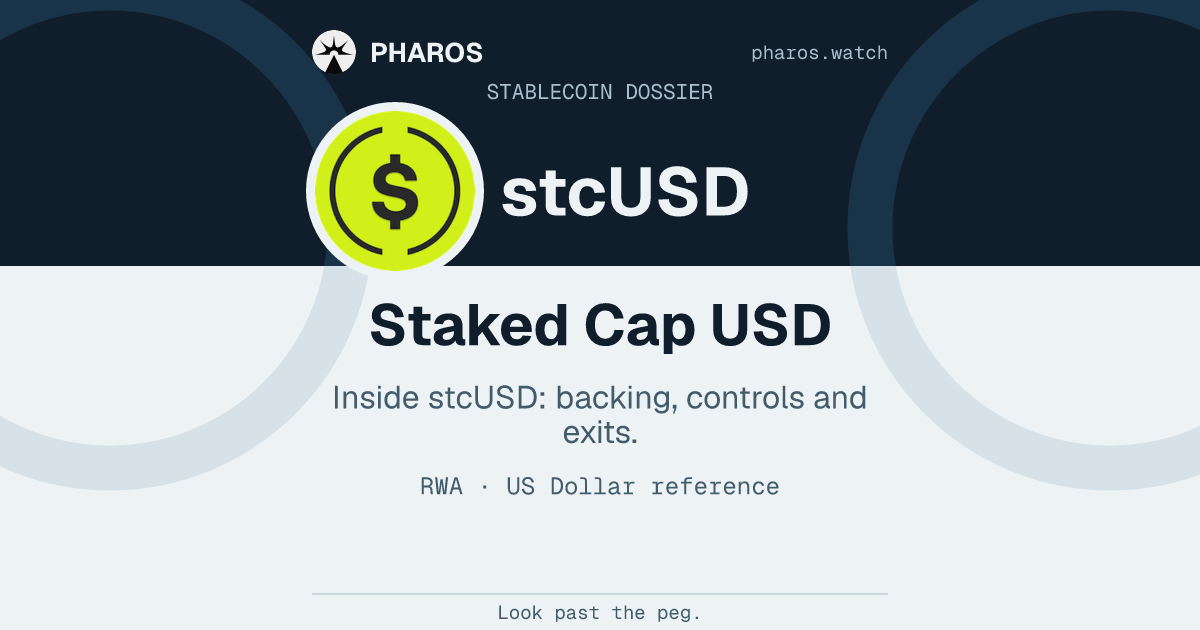 PHAROS
pharos.watch
STABLECOIN DOSSIER
$
stcUSD
Staked Cap USD
Inside stcUSD: backing, controls and
exits.
RWA · US Dollar reference
Look past the peg.